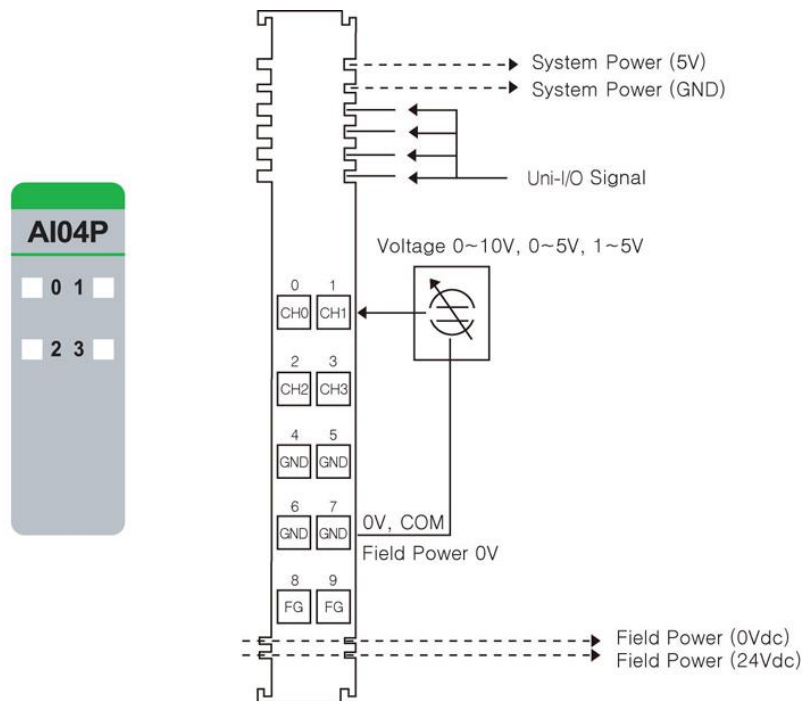 System Power (5V)
System Power (GND)
Uni-I/O Signal
AI04P
0 1
2 3
Voltage 0~10V, 0~5V, 1~5V
0 1
CH0 CH1
2 3
CH2 CH3
4 5
GND GND
6 7
GND GND
0V, COM
Field Power 0V
8 9
FG FG
Field Power (0Vdc)
Field Power (24Vdc)